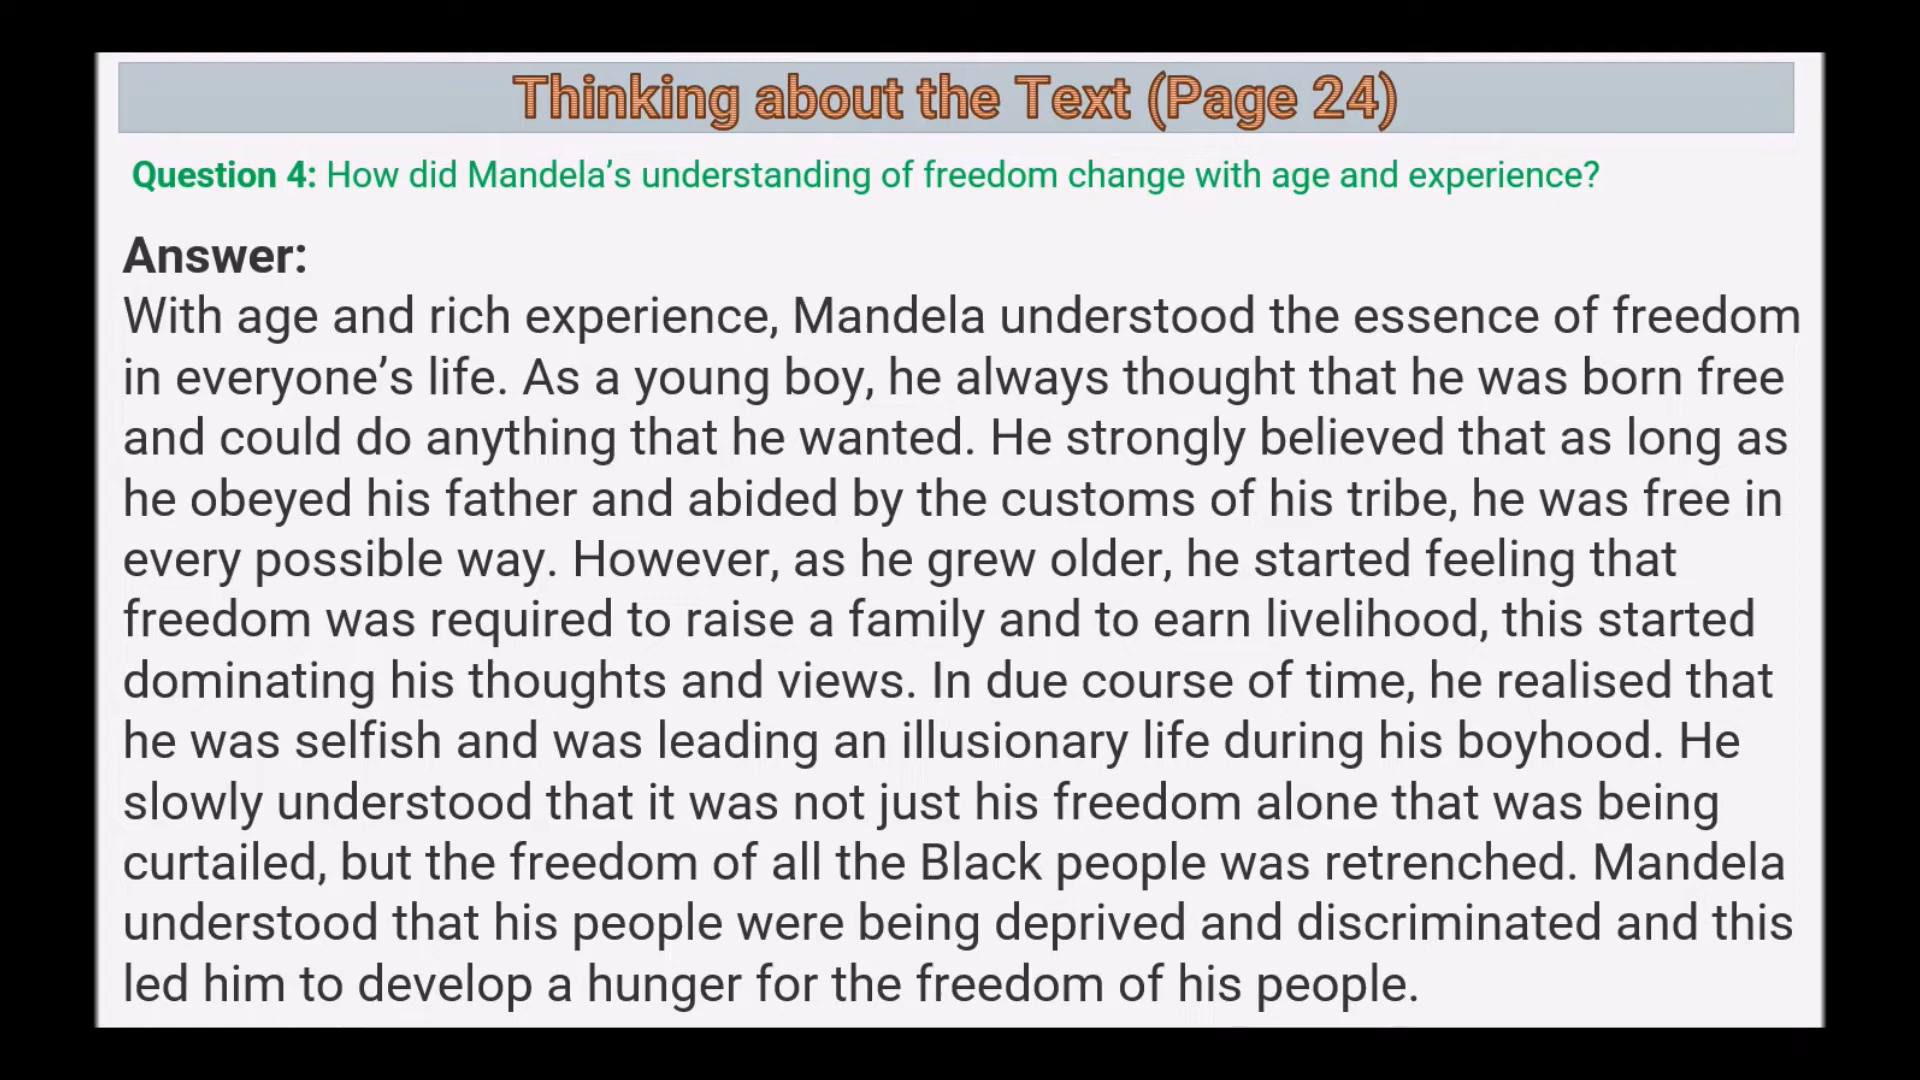 Thinking about the Text (Page 24)
Question 4: How did Mandela’s understanding of freedom change with age and experience?
Answer:
With age and rich experience, Mandela understood the essence of freedom
in everyone’s life. As a young boy, he always thought that he was born free
and could do anything that he wanted. He strongly believed that as long as
he obeyed his father and abided by the customs of his tribe, he was free in
every possible way. However, as he grew older, he started feeling that
freedom was required to raise a family and to earn livelihood, this started
dominating his thoughts and views. In due course of time, he realised that
he was selfish and was leading an illusionary life during his boyhood. He
slowly understood that it was not just his freedom alone that was being
curtailed, but the freedom of all the Black people was retrenched. Mandela
understood that his people were being deprived and discriminated and this
led him to develop a hunger for the freedom of his people.